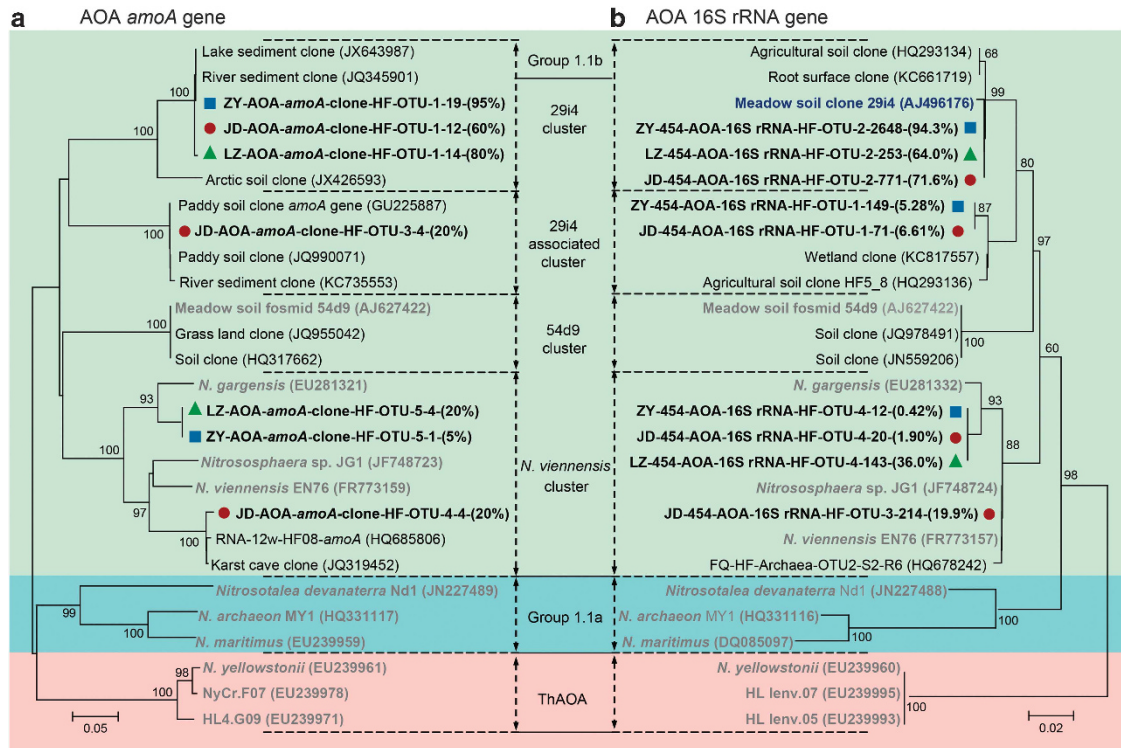 a AOA amoA gene
b AOA 16S rRNA gene
Lake sediment clone (JX643987)
River sediment clone (JQ345901)
ZY-AOA-amoA-clone-HF-OTU-1-19-(95%)
JD-AOA-amoA-clone-HF-OTU-1-12-(60%)
LZ-AOA-amoA-clone-HF-OTU-1-14-(80%)
Arctic soil clone (JX426593)
Paddy soil clone amoA gene (GU225887)
JD-AOA-amoA-clone-HF-OTU-3-4-(20%)
Paddy soil clone (JQ990071)
River sediment clone (KC735553)
Meadow soil fosmid 54d9 (AJ627422)
Grass land clone (JQ955042)
Soil clone (HQ317662)
N. gargensis (EU281321)
LZ-AOA-amoA-clone-HF-OTU-5-4-(20%)
ZY-AOA-amoA-clone-HF-OTU-5-1-(5%)
Nitrososphaera sp. JG1 (JF748723)
N. viennensis EN76 (FR773159)
JD-AOA-amoA-clone-HF-OTU-4-4-(20%)
RNA-12w-HF08-amoA (HQ685806)
Karst cave clone (JQ319452)
Nitrosotalea devanaterra Nd1 (JN227489)
N. archaeon MY1 (HQ331117)
N. maritimus (EU239959)
N. yellowstonii (EU239961)
NyCr.F07 (EU239978)
HL4.G09 (EU239971)
100
100
100
100
93
100
97
100
99
100
98
100
0.05
Group 1.1b
29i4
cluster
29i4
associated
cluster
54d9
cluster
N. viennensis
cluster
Group 1.1a
ThAOA
Agricultural soil clone (HQ293134)
Root surface clone (KC661719)
Meadow soil clone 29i4 (AJ496176)
ZY-454-AOA-16S rRNA-HF-OTU-2-2648-(94.3%)
LZ-454-AOA-16S rRNA-HF-OTU-2-253-(64.0%)
JD-454-AOA-16S rRNA-HF-OTU-2-771-(71.6%)
ZY-454-AOA-16S rRNA-HF-OTU-1-149-(5.28%)
JD-454-AOA-16S rRNA-HF-OTU-1-71-(6.61%)
Wetland clone (KC817557)
Agricultural soil clone HF5_8 (HQ293136)
Meadow soil fosmid 54d9 (AJ627422)
Soil clone (JQ978491)
Soil clone (JN559206)
N. gargensis (EU281332)
ZY-454-AOA-16S rRNA-HF-OTU-4-12-(0.42%)
JD-454-AOA-16S rRNA-HF-OTU-4-20-(1.90%)
LZ-454-AOA-16S rRNA-HF-OTU-4-143-(36.0%)
Nitrososphaera sp. JG1 (JF748724)
JD-454-AOA-16S rRNA-HF-OTU-3-214-(19.9%)
N. viennensis EN76 (FR773157)
FQ-HF-Archaea-OTU2-S2-R6 (HQ678242)
Nitrosotalea devanaterra Nd1 (JN227488)
N. archaeon MY1 (HQ331116)
N. maritimus (DQ085097)
N. yellowstonii (EU239960)
HL Ienv.07 (EU239995)
HL Ienv.05 (EU239993)
68
99
80
87
97
100
60
93
88
98
100
100
100
0.02